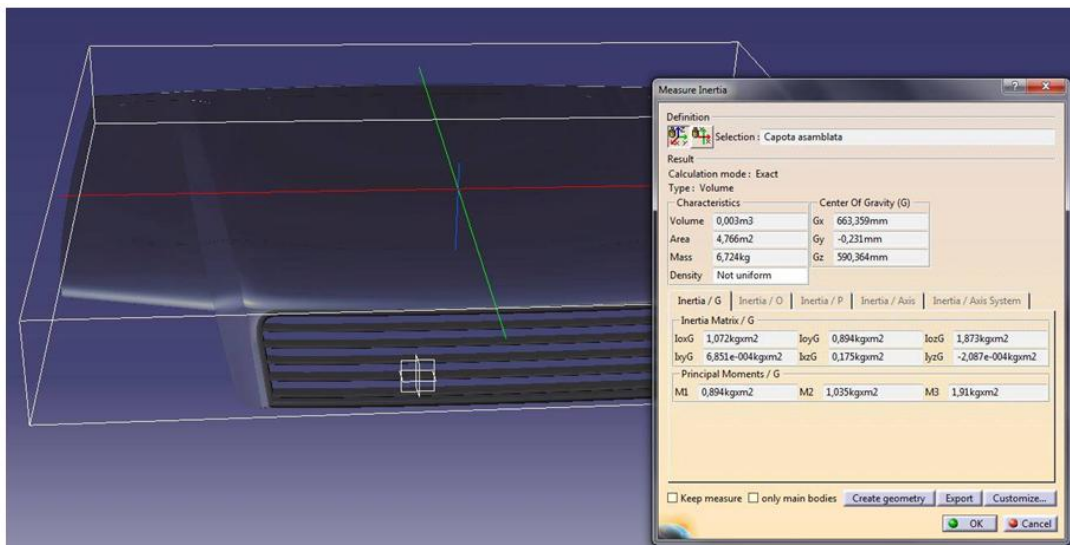 Measure Inertia
Definition
Selection : Capota asamblata
Result
Calculation mode : Exact
Type : Volume
Characteristics
Center Of Gravity (G)
Volume 0,003m3 Gx 663,359mm
Area 4,766m2 Gy -0,231mm
Mass 6,724kg Gz 590,364mm
Density Not uniform
Inertia / G Inertia / O Inertia / P Inertia / Axis Inertia / Axis System
Inertia Matrix / G
IoxG 1,072kgxm2 IoyG 0,894kgxm2 IozG 1,873kgxm2
IxyG 6,851e-004kgxm2 IxzG 0,175kgxm2 IyzG -2,087e-004kgxm2
Principal Moments / G
M1 0,894kgxm2 M2 1,035kgxm2 M3 1,91kgxm2
Keep measure only main bodies Create geometry Export Customize...
OK Cancel